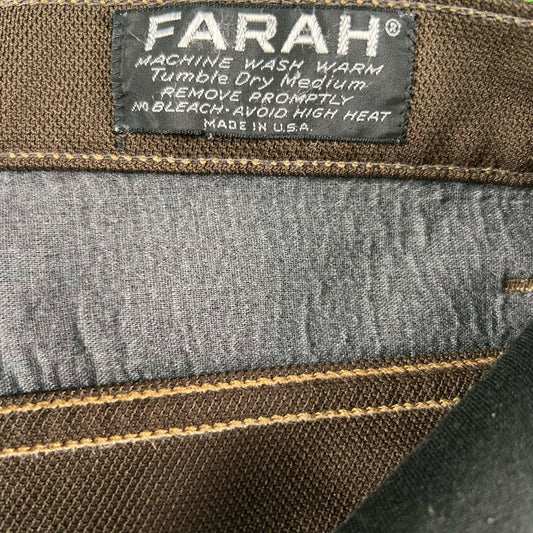 FARAH®
MACHINE WASH WARM
Tumble Dry Medium
REMOVE PROMPTLY
NO BLEACH · AVOID HIGH HEAT
MADE IN U.S.A.